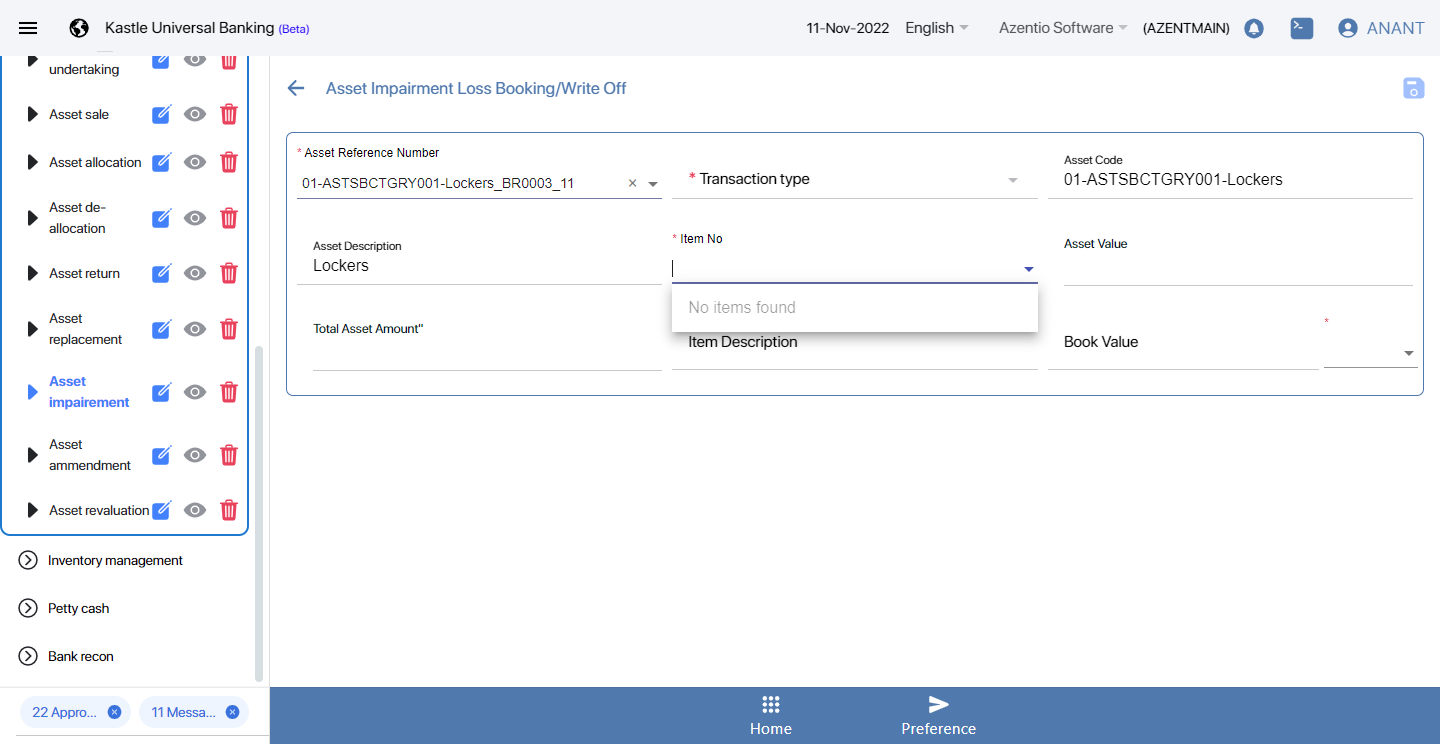 Kastle Universal Banking (Beta)
11-Nov-2022 English Azentio Software (AZENTMAIN) ANANT
undertaking
Asset sale
Asset allocation
Asset de-
allocation
Asset return
Asset
replacement
Asset
impairement
Asset
ammendment
Asset revaluation
Inventory management
Petty cash
Bank recon
22 Appro...
11 Messa...
Asset Impairment Loss Booking/Write Off
* Asset Reference Number
01-ASTSBCTGRY001-Lockers_BR0003_11
* Transaction type
Asset Code
01-ASTSBCTGRY001-Lockers
Asset Description
Lockers
* Item No
No items found
Asset Value
Total Asset Amount"
Item Description
Book Value
*
Home
Preference